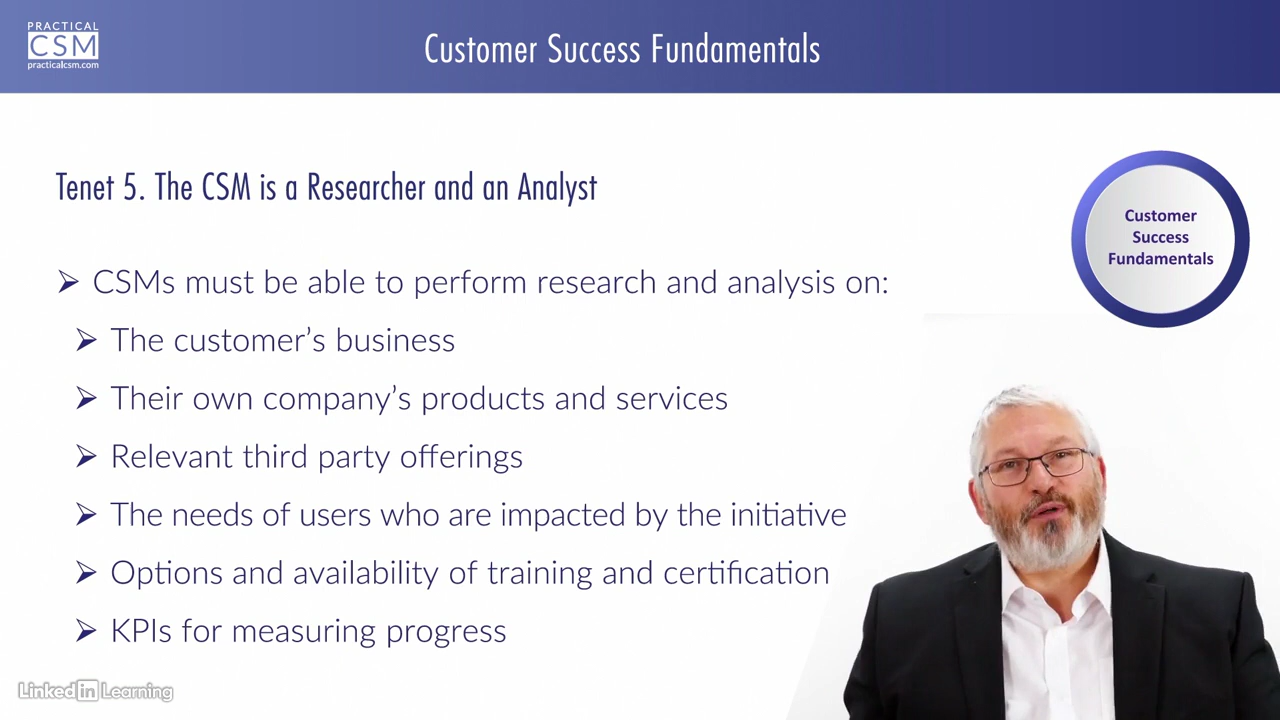 PRACTICAL
CSM
practicalcsm.com
Customer Success Fundamentals
Tenet 5. The CSM is a Researcher and an Analyst
Customer
Success
Fundamentals
➢ CSMs must be able to perform research and analysis on:
➢ The customer’s business
➢ Their own company’s products and services
➢ Relevant third party offerings
➢ The needs of users who are impacted by the initiative
➢ Options and availability of training and certification
➢ KPIs for measuring progress
LinkedIn Learning